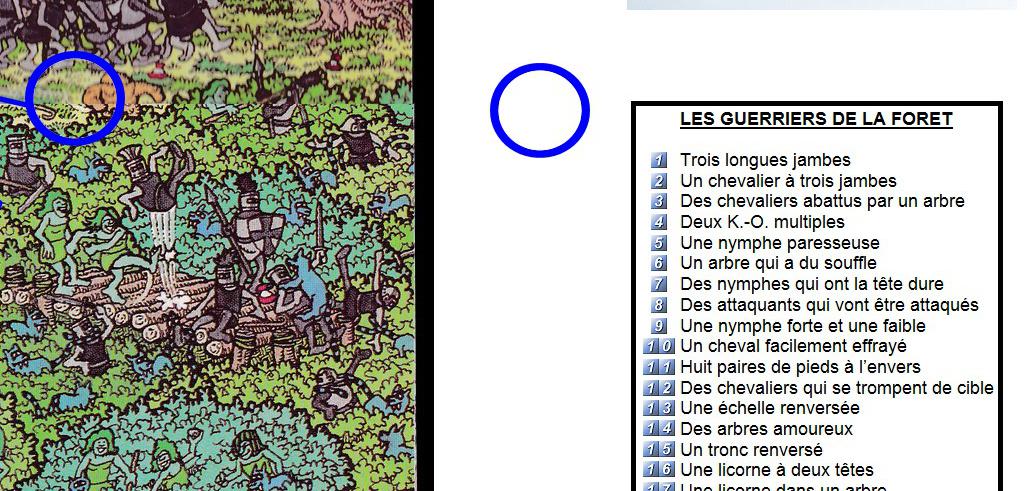 LES GUERRIERS DE LA FORET
1 Trois longues jambes
2 Un chevalier à trois jambes
3 Des chevaliers abattus par un arbre
4 Deux K.-O. multiples
5 Une nymphe paresseuse
6 Un arbre qui a du souffle
7 Des nymphes qui ont la tête dure
8 Des attaquants qui vont être attaqués
9 Une nymphe forte et une faible
10 Un cheval facilement effrayé
11 Huit paires de pieds à l'envers
12 Des chevaliers qui se trompent de cible
13 Une échelle renversée
14 Des arbres amoureux
15 Un tronc renversé
16 Une licorne à deux têtes
17 Une licorne dans un arbre